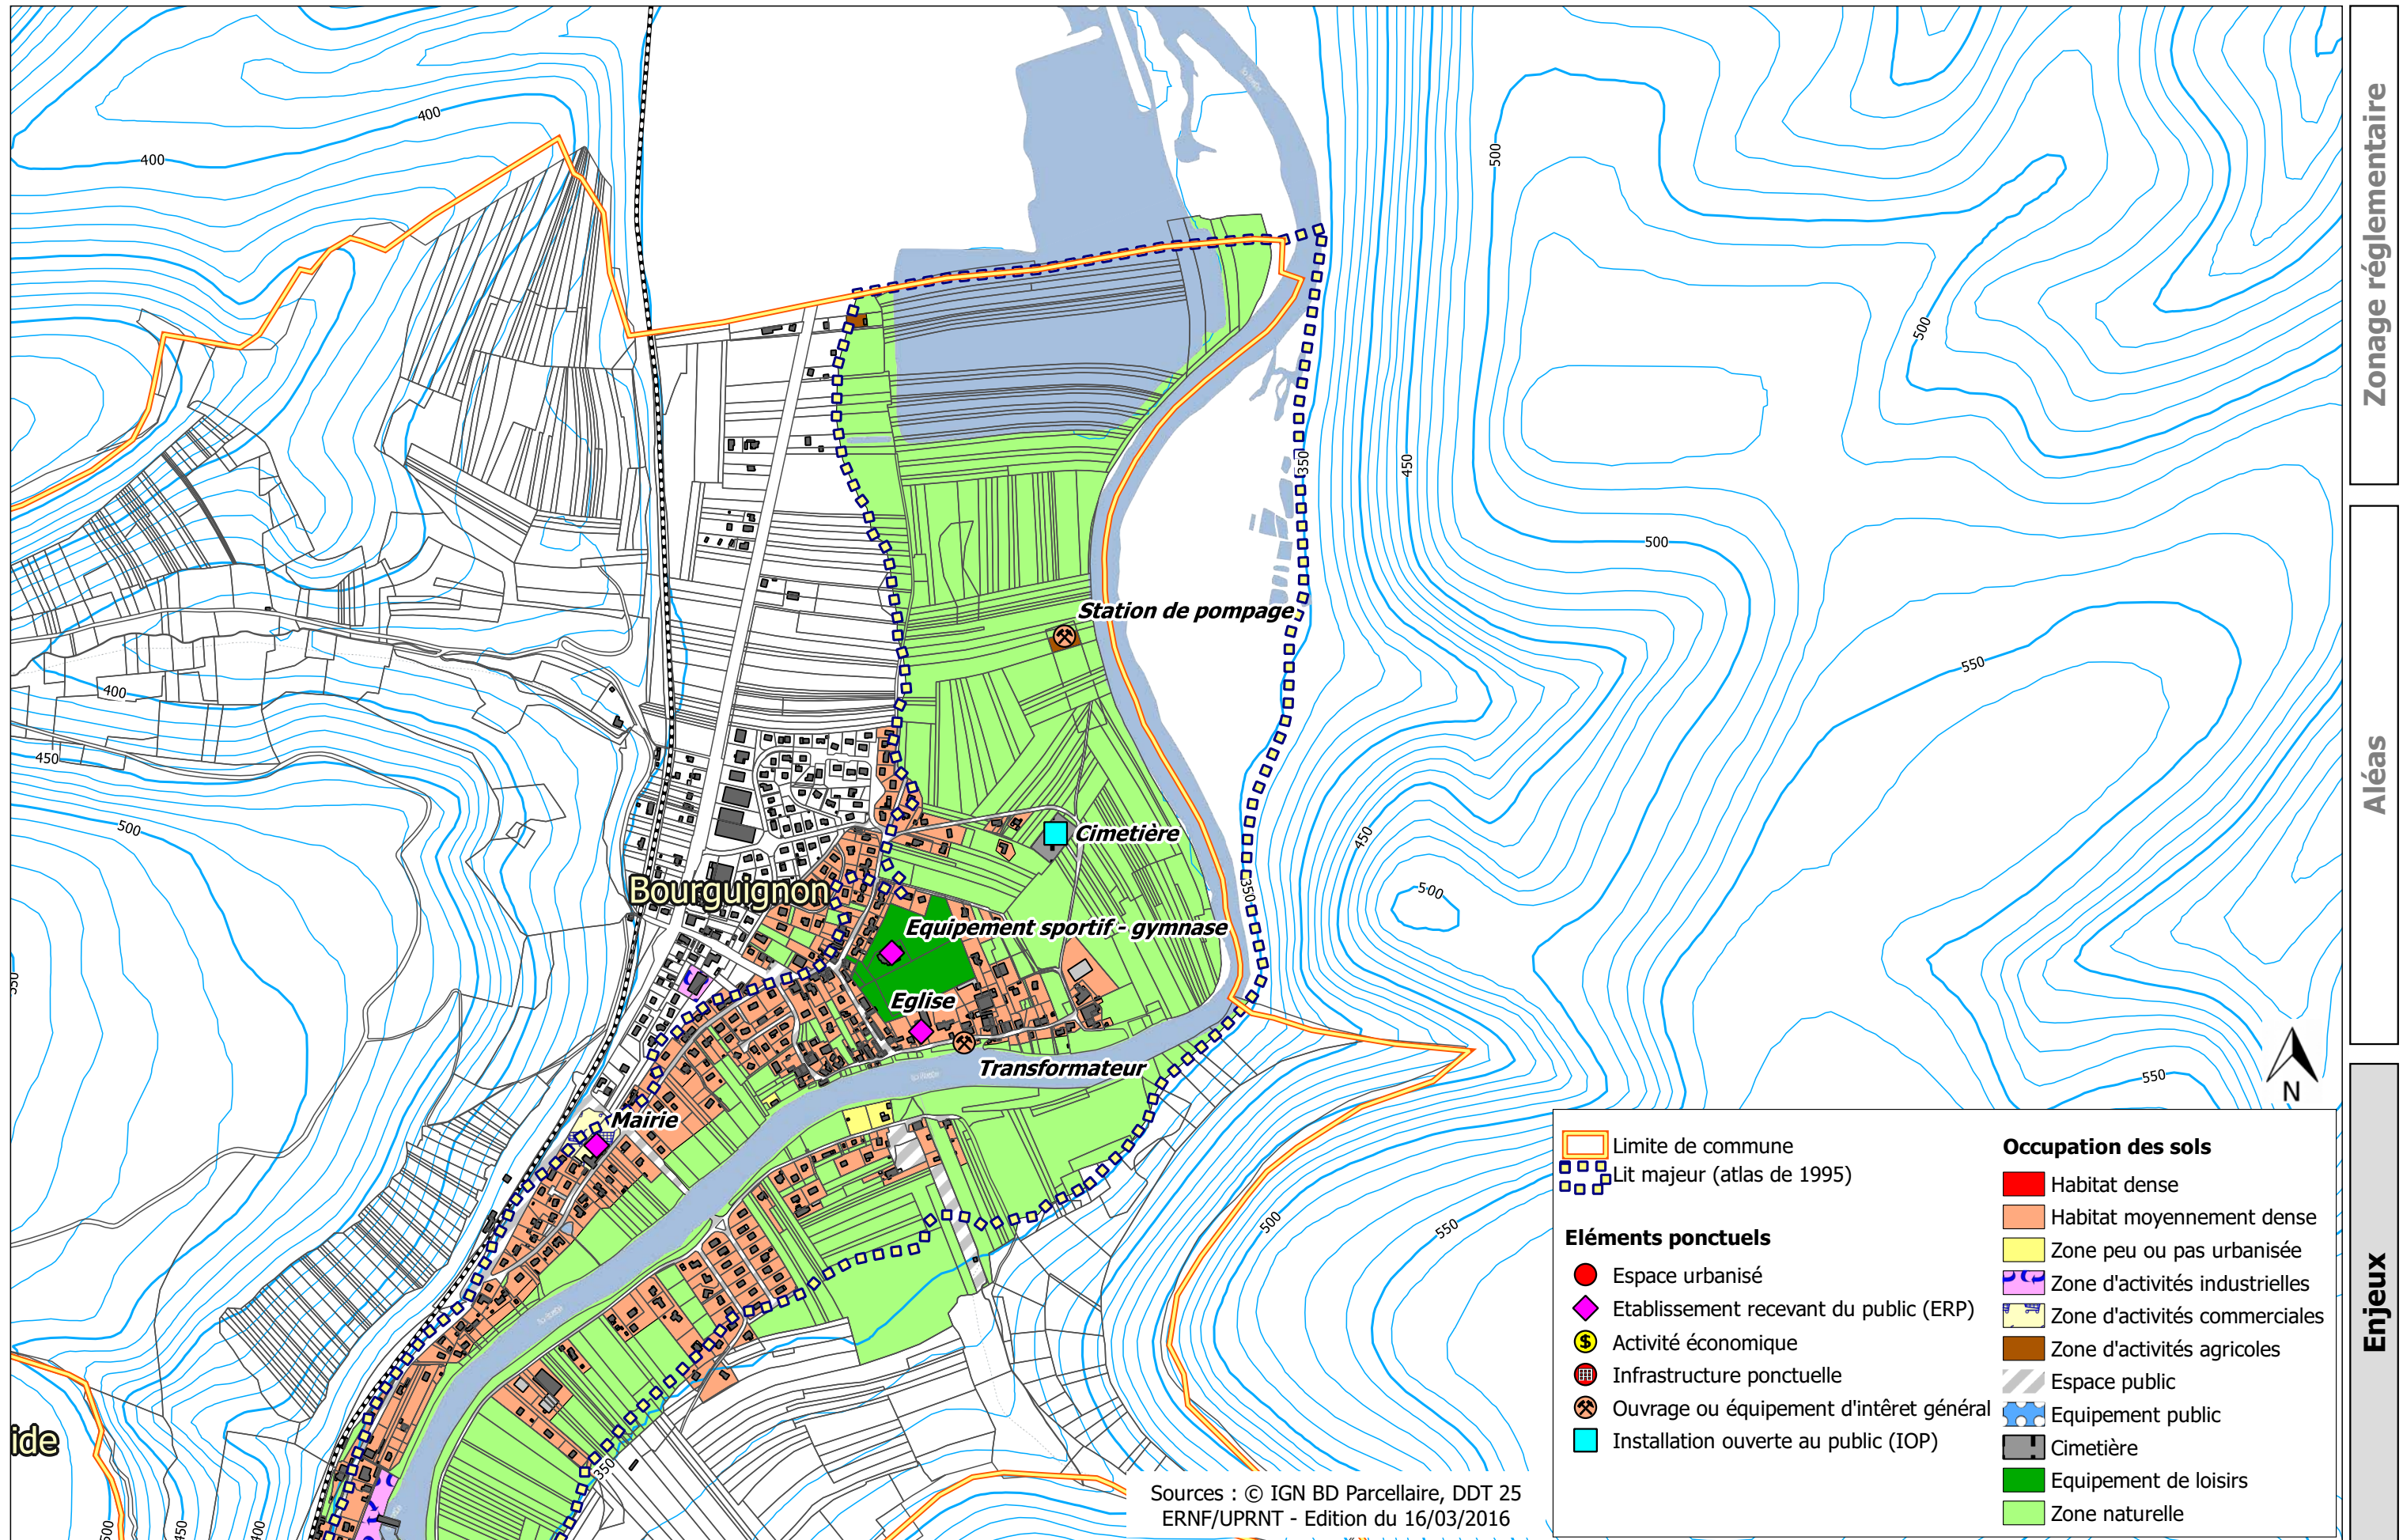 400
400
500
500
Zonage réglementaire
350
450
500
Station de pompage
550
400
450
Aléas
500
450
Cimetière
Bourguignon
350
500
Equipement sportif - gymnase
350
Eglise
Transformateur
550
N
Mairie
500
550
ide
350
500
450
400
Limite de commune
Lit majeur (atlas de 1995)
Eléments ponctuels
Espace urbanisé
Etablissement recevant du public (ERP)
Activité économique
Infrastructure ponctuelle
Ouvrage ou équipement d'intêret général
Installation ouverte au public (IOP)
Occupation des sols
Habitat dense
Habitat moyennement dense
Zone peu ou pas urbanisée
Zone d'activités industrielles
Zone d'activités commerciales
Zone d'activités agricoles
Espace public
Equipement public
Cimetière
Equipement de loisirs
Zone naturelle
Enjeux
Sources : © IGN BD Parcellaire, DDT 25
ERNF/UPRNT - Edition du 16/03/2016